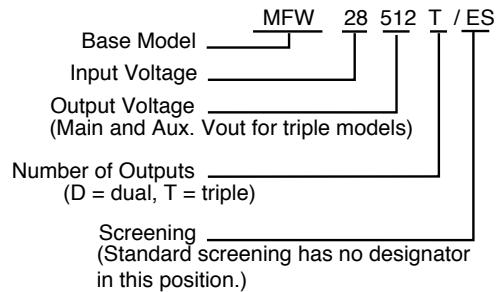 MFW 28 512 T / ES
Base Model
Input Voltage
Output Voltage
(Main and Aux. Vout for triple models)
Number of Outputs
(D = dual, T = triple)
Screening
(Standard screening has no designator
in this position.)